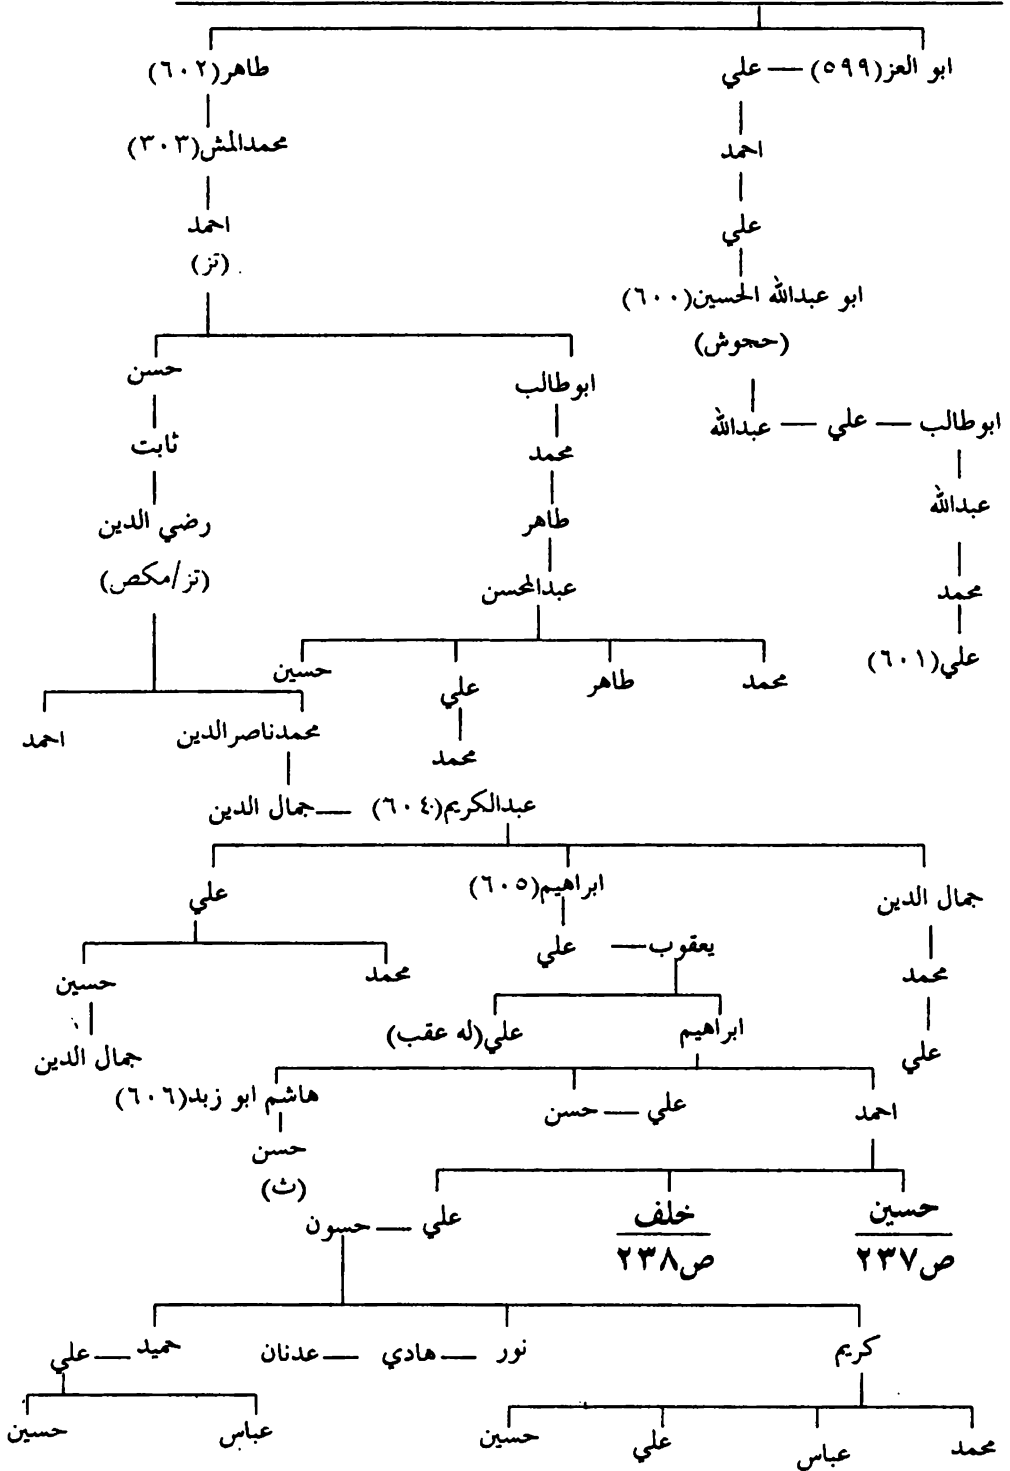 ابو العز(٥٩٩) — علي
طاهر(٦٠٢)
احمد
محمدالمش(٣٠٣)
علي
احمد
(تز)
ابو عبدالله الحسين(٦٠٠)
(حجوش)
حسن
ابوطالب
ابوطالب — علي — عبدالله
محمد
ثابت
عبدالله
طاهر
رضي الدين
(تز/مكص)
عبدالمحسن
محمد
علي(٦٠١)
محمد
طاهر
علي
حسين
محمد
محمدناصرالدين
احمد
عبدالكريم(٦٠٤) — جمال الدين
جمال الدين
ابراهيم(٦٠٥)
علي
يعقوب — علي
محمد
محمد
حسين
ابراهيم
علي(له عقب)
علي
جمال الدين
احمد
علي — حسن
هاشم ابو زبد(٦٠٦)
حسن
(ث)
حسين
خلف
علي — حسون
ص٢٣٧
ص٢٣٨
كريم
نور — هادي — عدنان
حميد — علي
محمد
عباس
علي
حسين
عباس
حسين